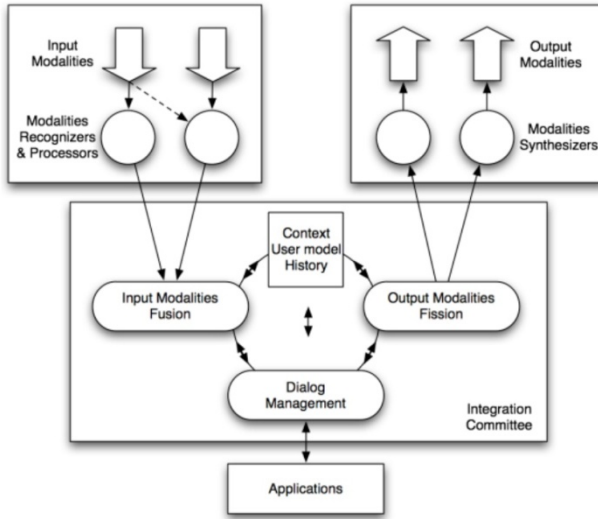 Input
Modalities
Modalities
Recognizers
& Processors
Output
Modalities
Modalities
Synthesizers
Context
User model
History
Input Modalities
Fusion
Output Modalities
Fission
Dialog
Management
Integration
Committee
Applications